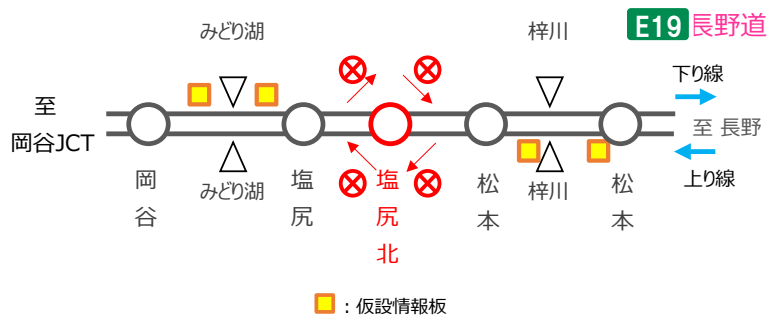 みどり湖
梓川
E19 長野道
下り線
至
岡谷JCT
至 長野
上り線
岡谷
みどり湖
塩尻
塩尻北
松本
梓川
松本
：仮設情報板